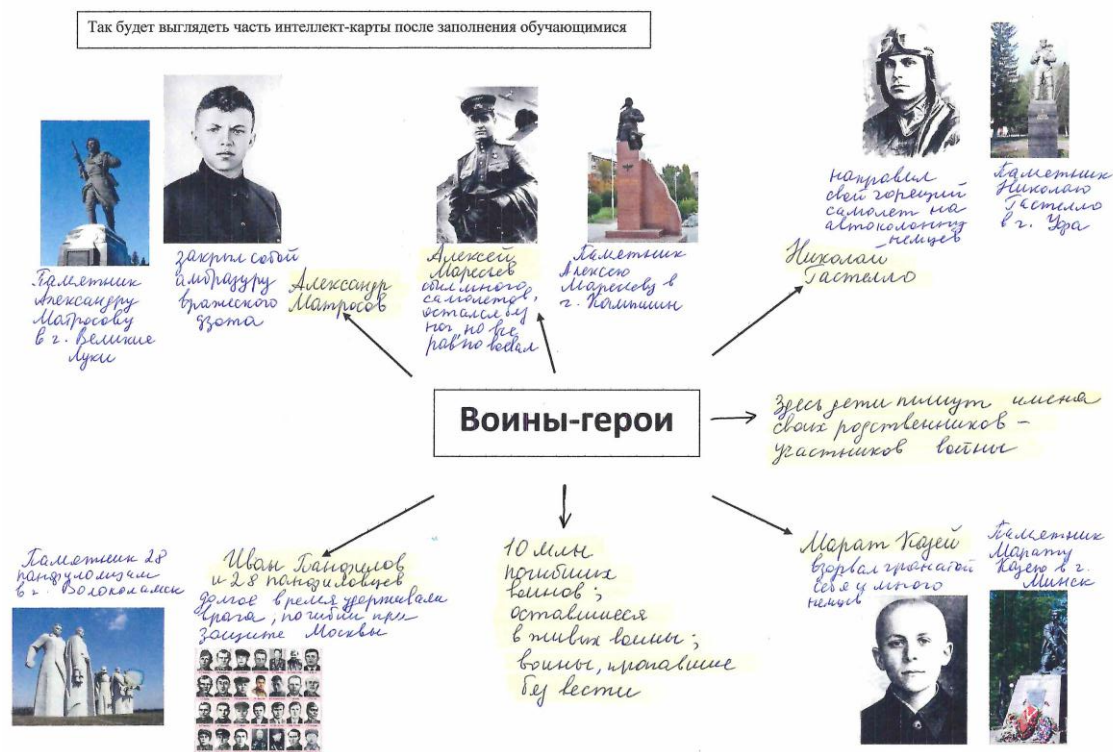 Так будет выглядеть часть интеллект-карты после заполнения обучающимися
Памятник
Александру
Матросову
в г. Великие
Луки
закрыл собой
амбразуру
вражеского
дзота
Александр
Матросов
Алексей
Маресьев
сбил много
самолетов,
остался без
ног, но все
равно воевал
Памятник
Алексею
Маресьеву в
г. Камышин
направил
свой горящий
самолет на
автоколонну
немцев
Николай
Гастелло
Памятник
Николаю
Гастелло
в г. Уфа
Воины-герои
Здесь дети пишут имена
своих родственников –
участников войны
Памятник 28
панфиловцам
в г. Волоколамск
Иван Панфилов
и 28 панфиловцев
долгое время удерживали
врага, погибли при
защите Москвы
10 млн
погибших
воинов;
оставшиеся
в живых воины;
воины, пропавшие
без вести
Марат Казей
взорвал гранатой
себя и много
немцев
Памятник
Марату
Казею в г.
Минск